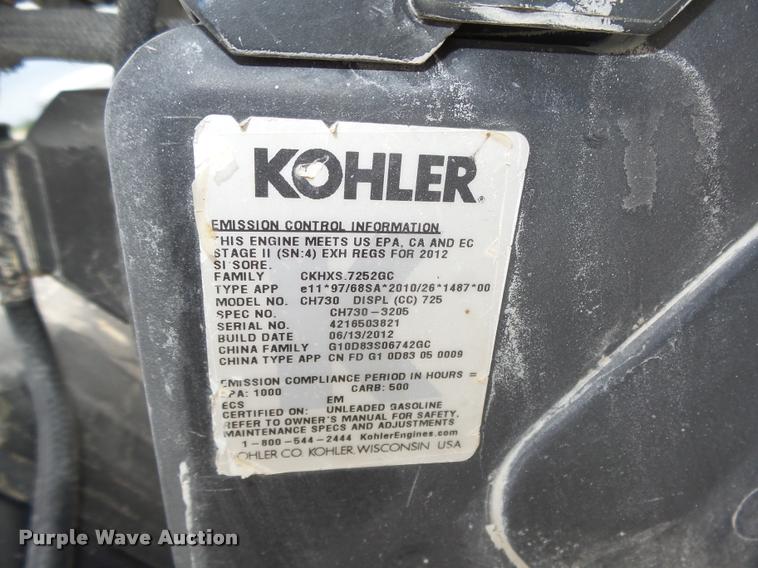 KOHLER®
EMISSION CONTROL INFORMATION
THIS ENGINE MEETS US EPA, CA AND EC
STAGE II (SN:4) EXH REGS FOR 2012
SI SORE.
FAMILY CKHXS.7252GC
TYPE APP e11*97/68SA*2010/26*1487*00
MODEL NO. CH730 DISPL (CC) 725
SPEC NO. CH730-3205
SERIAL NO. 4216503821
BUILD DATE 06/13/2012
CHINA FAMILY G10D83S06742GC
CHINA TYPE APP CN FD G1 0D83 05 0009
EMISSION COMPLIANCE PERIOD IN HOURS =
EPA: 1000 CARB: 500
ECS EM
CERTIFIED ON: UNLEADED GASOLINE
REFER TO OWNER'S MANUAL FOR SAFETY,
MAINTENANCE SPECS AND ADJUSTMENTS
1-800-544-2444 KohlerEngines.com
KOHLER CO. KOHLER, WISCONSIN USA
Purple Wave Auction